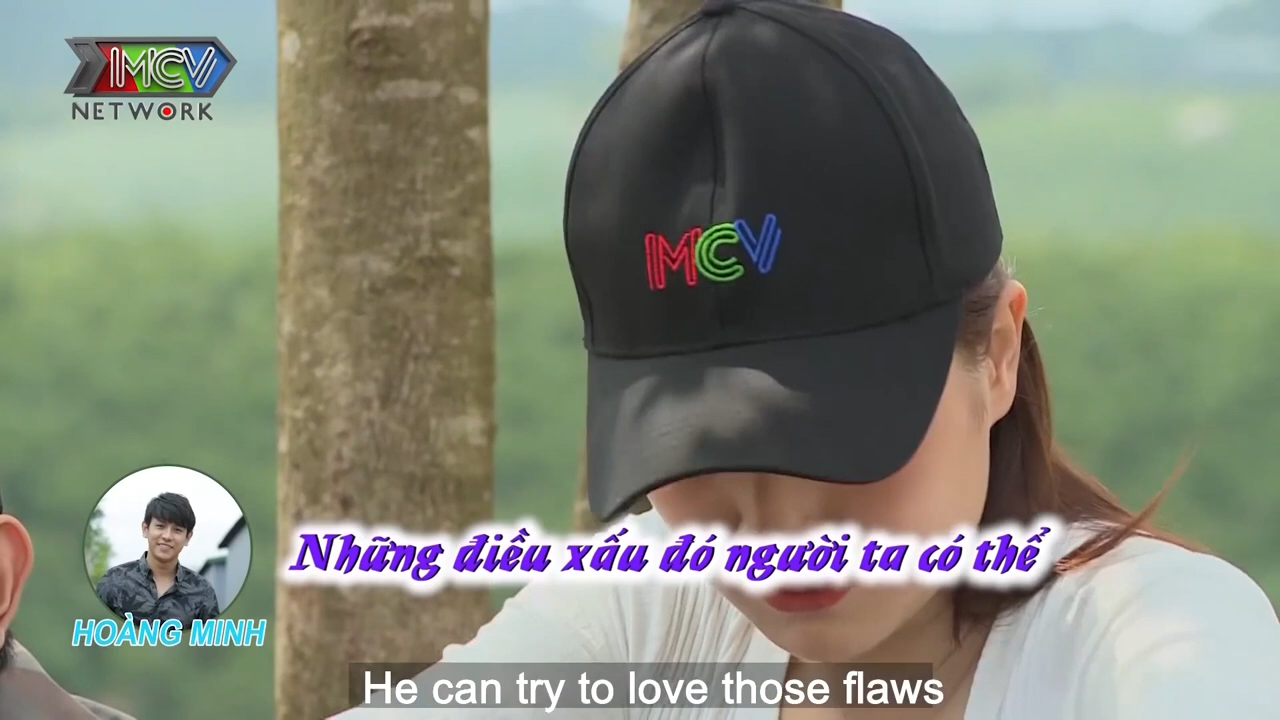 MCV
NETWORK
MCV
Những điều xấu đó người ta có thể
HOÀNG MINH
He can try to love those flaws